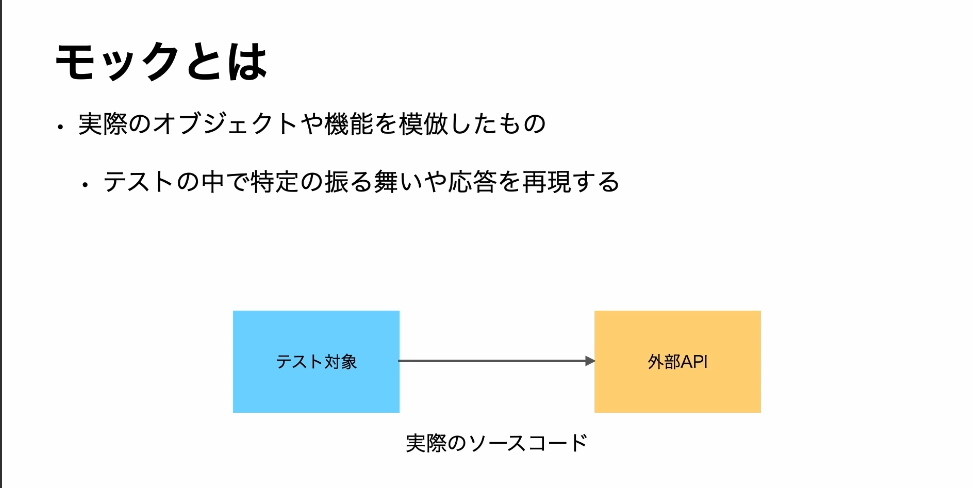 モックとは
• 実際のオブジェクトや機能を模倣したもの
• テストの中で特定の振る舞いや応答を再現する
テスト対象
外部API
実際のソースコード